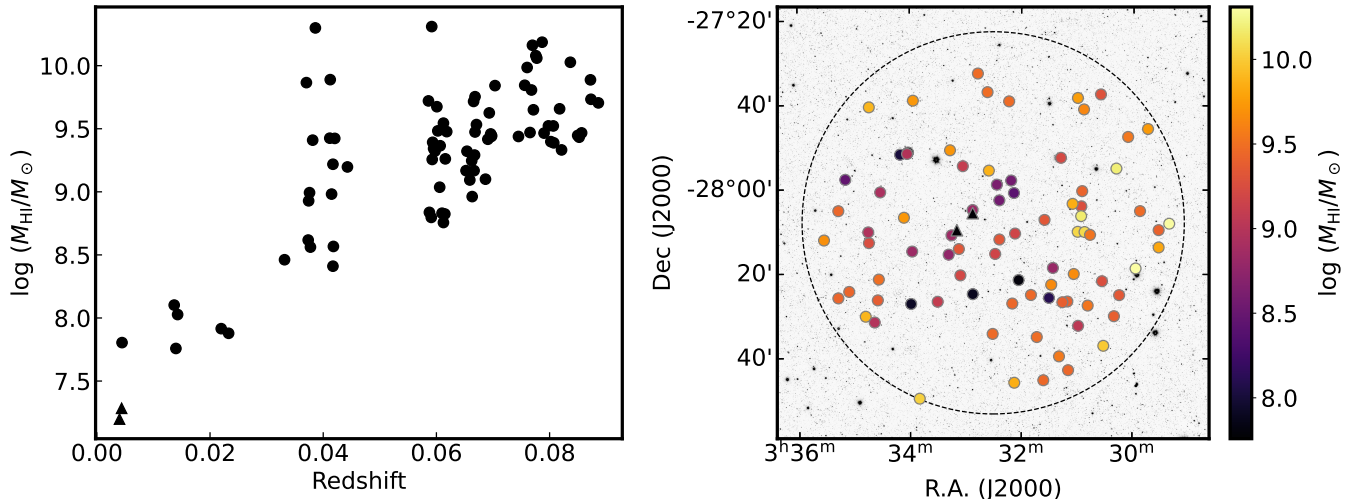 log (M_HI/M_⊙)
10.0
9.5
9.0
8.5
8.0
7.5
0.00 0.02 0.04 0.06 0.08
Redshift
Dec (J2000)
-27°20'
40'
-28°00'
20'
40'
3ʰ36ᵐ 34ᵐ 32ᵐ 30ᵐ
R.A. (J2000)
10.0
9.5
9.0
8.5
8.0
log (M_HI/M_⊙)